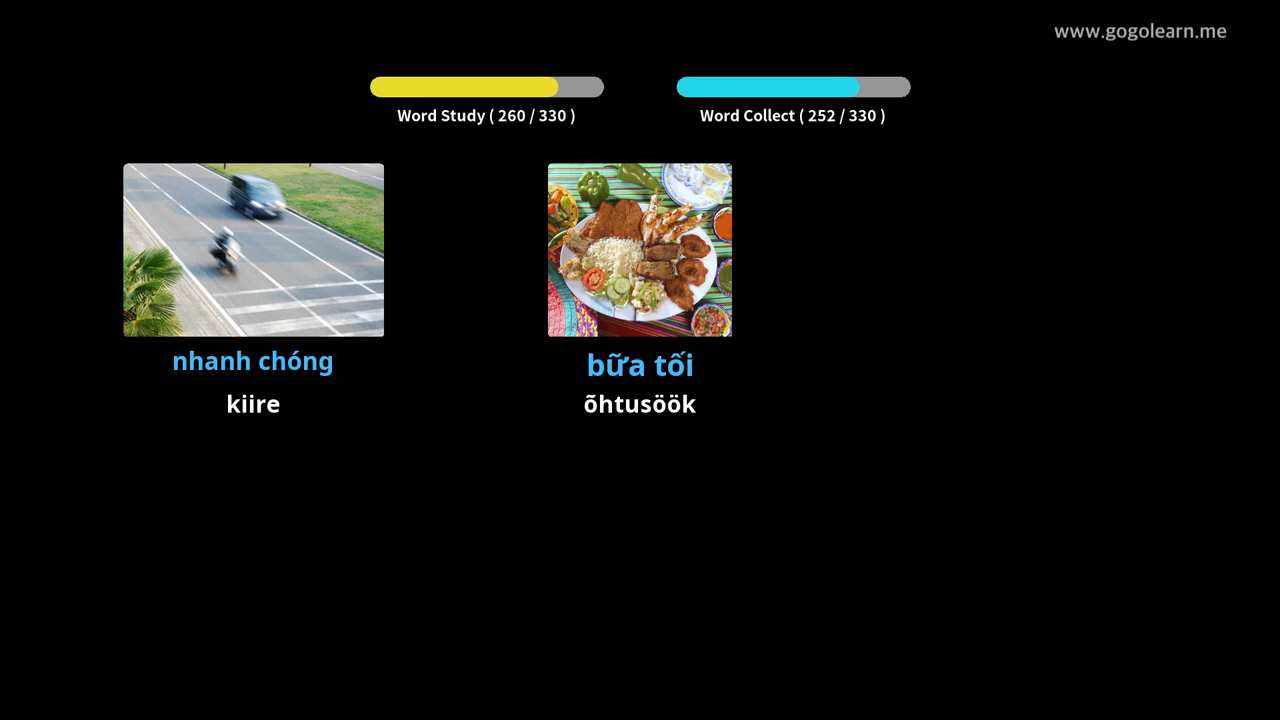 www.gogolearn.me
Word Study ( 260 / 330 )
Word Collect ( 252 / 330 )
nhanh chóng
kiire
bữa tối
õhtusöök